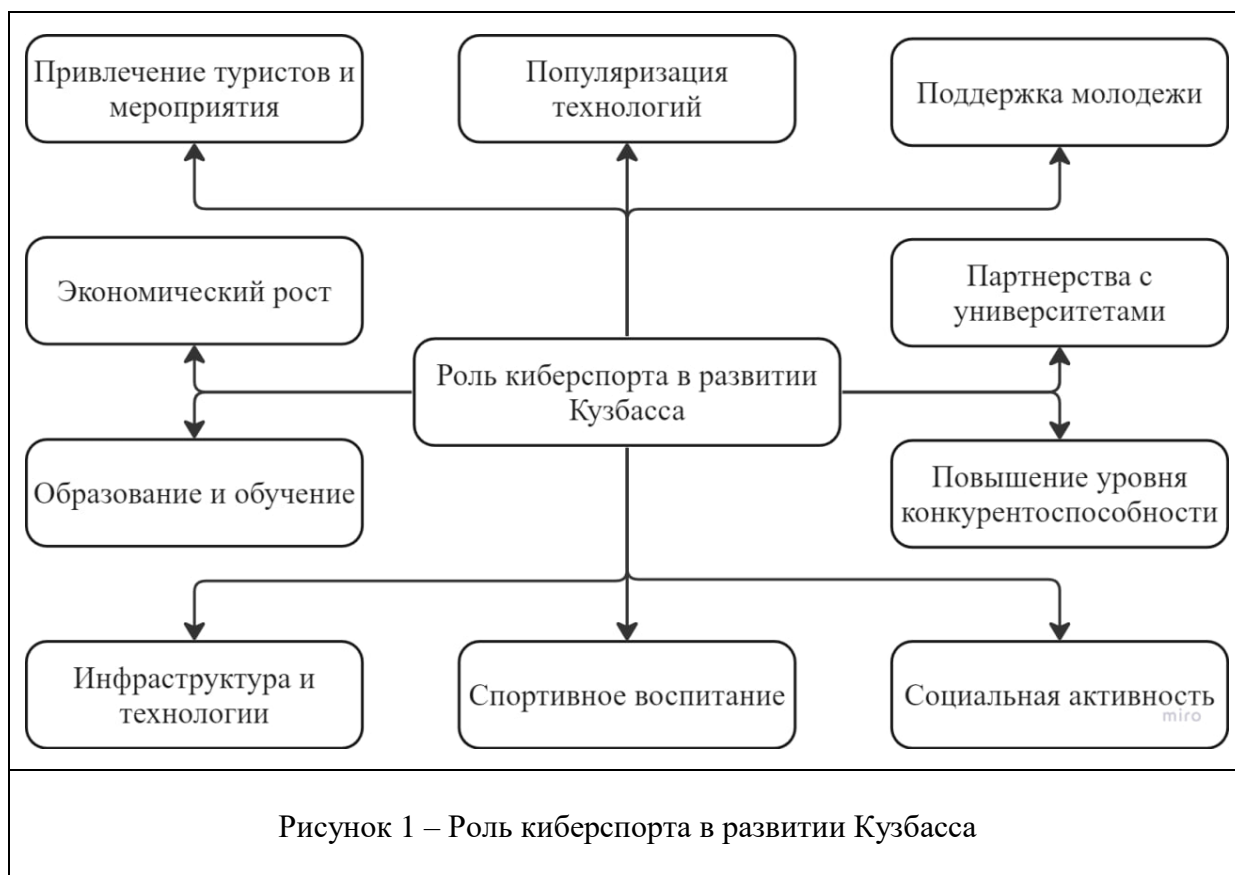 Привлечение туристов и
мероприятия
Популяризация
технологий
Поддержка молодежи
Экономический рост
Партнерства с
университетами
Роль киберспорта в развитии
Кузбасса
Образование и обучение
Повышение уровня
конкурентоспособности
Инфраструктура и
технологии
Спортивное воспитание
Социальная активность
miro
Рисунок 1 – Роль киберспорта в развитии Кузбасса